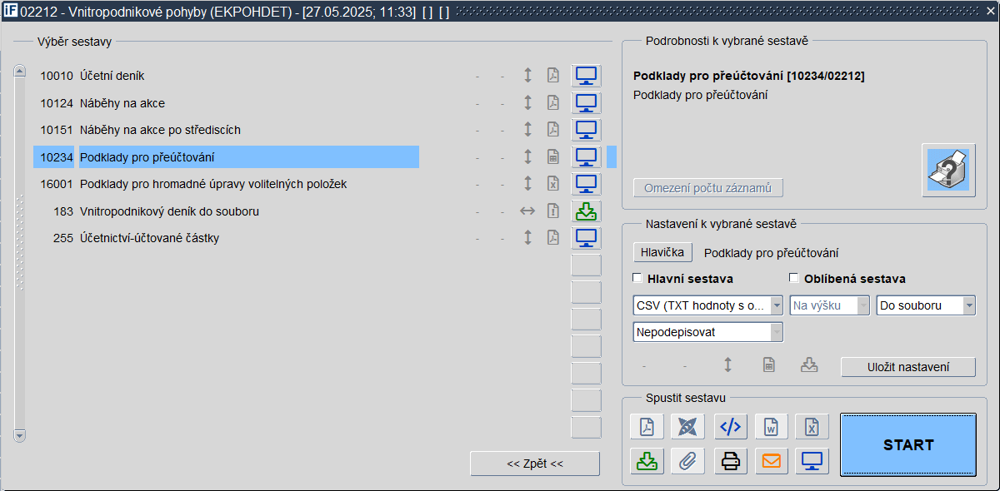 iF 02212 - Vnitropodnikové pohyby (EKPOHDET) - [27.05.2025; 11:33] [ ] [ ]
Výběr sestavy
10010 Účetní deník - -
10124 Náběhy na akce - -
10151 Náběhy na akce po střediscích - -
10234 Podklady pro přeúčtování - -
16001 Podklady pro hromadné úpravy volitelných položek - -
183 Vnitropodnikový deník do souboru - -
255 Účetnictví-účtované částky - -
<< Zpět <<
Podrobnosti k vybrané sestavě
Podklady pro přeúčtování [10234/02212]
Podklady pro přeúčtování
Omezení počtu záznamů
Nastavení k vybrané sestavě
Hlavička Podklady pro přeúčtování
Hlavní sestava Oblíbená sestava
CSV (TXT hodnoty s o... Na výšku Do souboru
Nepodepisovat
- - Uložit nastavení
Spustit sestavu
START